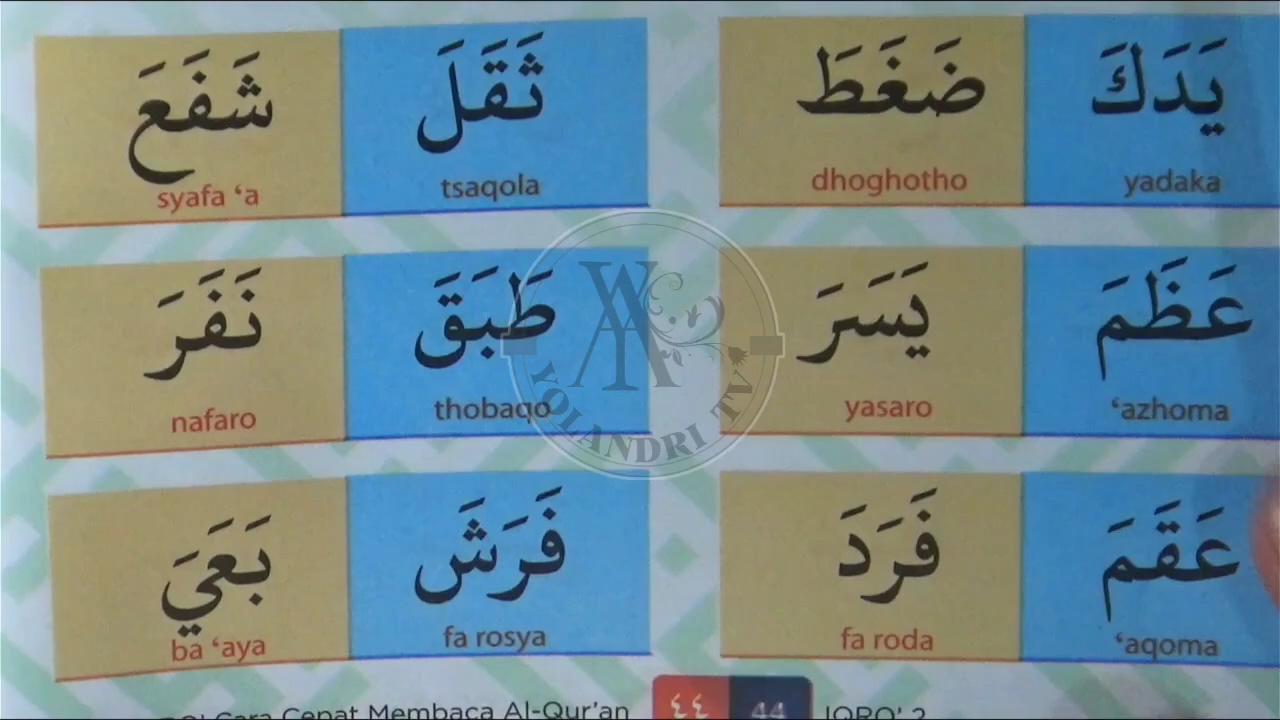 يَدَكَ ضَغَطَ ثَقَلَ شَفَعَ
yadaka dhoghotho tsaqola syafa ‘a
عَظَمَ يَسَرَ طَبَقَ نَفَرَ
‘azhoma yasaro thobaqo nafaro
عَقَمَ فَرَدَ فَرَشَ بَعَيَ
‘aqoma fa roda fa rosya ba ‘aya
Cara Cepat Membaca Al-Qur'an ٤٤ 44 IQRO' 2
YOLANDRI TV